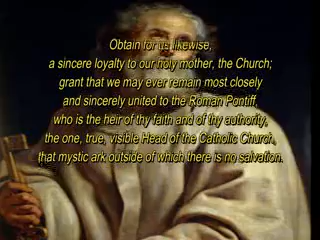 Obtain for us likewise,
a sincere loyalty to our holy mother, the Church;
grant that we may ever remain most closely
and sincerely united to the Roman Pontiff,
who is the heir of thy faith and of thy authority,
the one, true, visible Head of the Catholic Church,
that mystic ark outside of which there is no salvation.